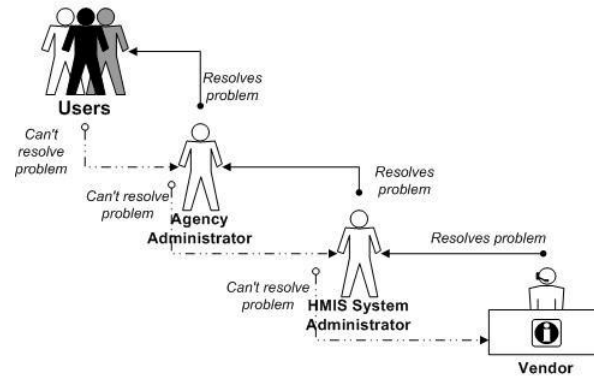 Resolves
problem
Users
Can't
resolve
problem
Resolves
problem
Can't resolve
problem
Agency
Administrator
Resolves problem
Can't resolve
problem
HMIS System
Administrator
i
Vendor